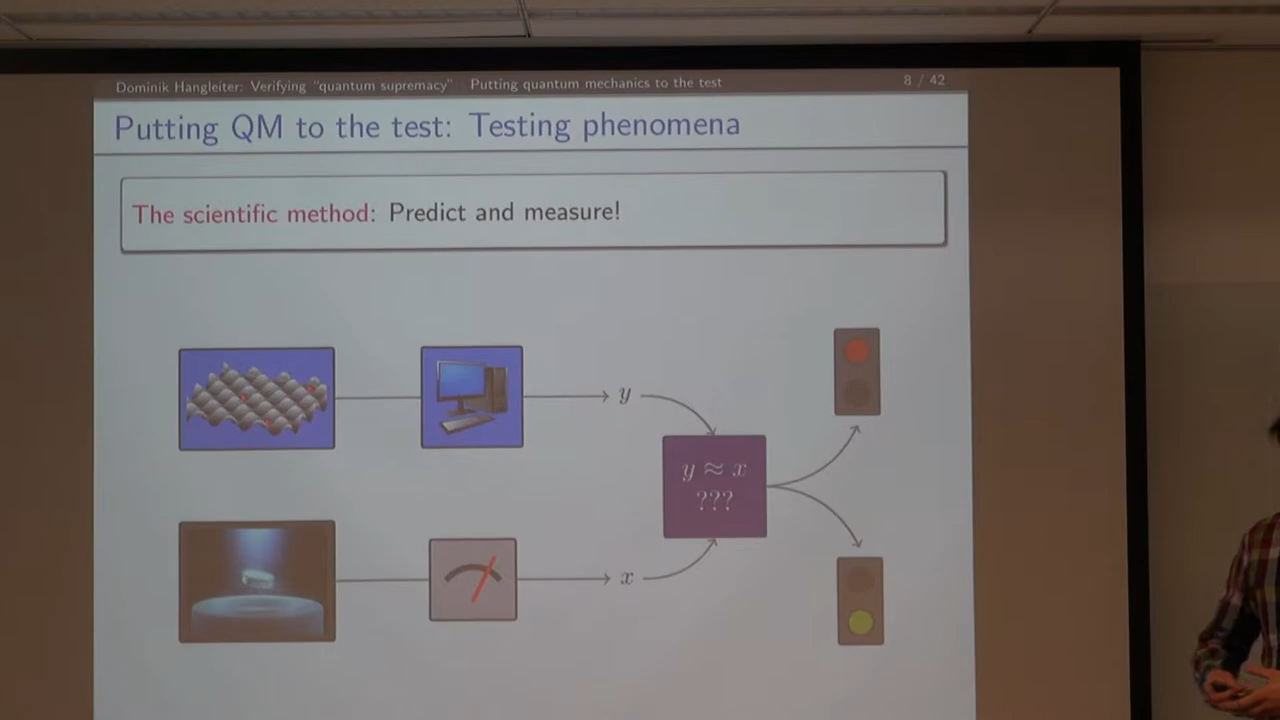 Dominik Hangleiter: Verifying "quantum supremacy" Putting quantum mechanics to the test 8 / 42
Putting QM to the test: Testing phenomena
The scientific method: Predict and measure!
y
y ≈ x
???
x